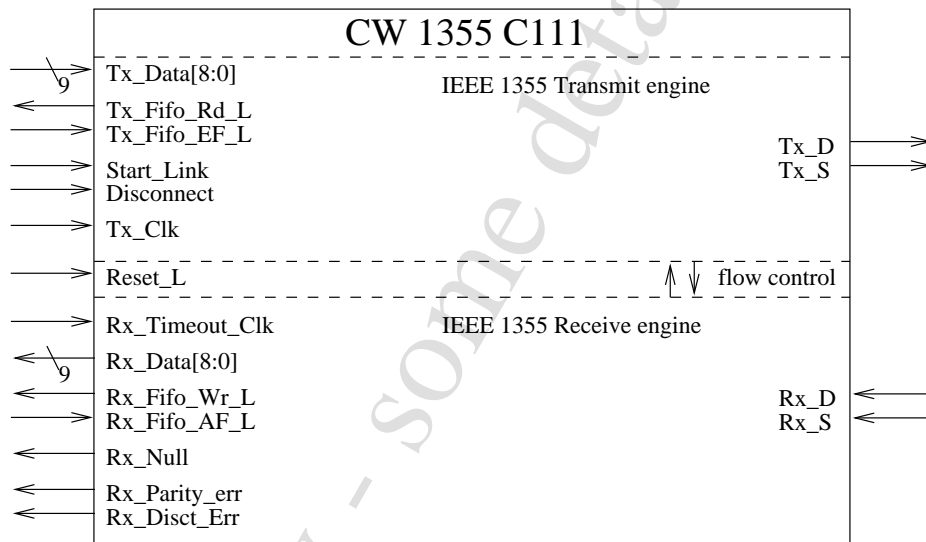 CW 1355 C111
9
Tx_Data[8:0]
IEEE 1355 Transmit engine
Tx_Fifo_Rd_L
Tx_Fifo_EF_L
Tx_D
Start_Link
Tx_S
Disconnect
Tx_Clk
Reset_L
flow control
Rx_Timeout_Clk
IEEE 1355 Receive engine
9
Rx_Data[8:0]
Rx_Fifo_Wr_L
Rx_D
Rx_Fifo_AF_L
Rx_S
Rx_Null
Rx_Parity_err
Rx_Disct_Err
- some